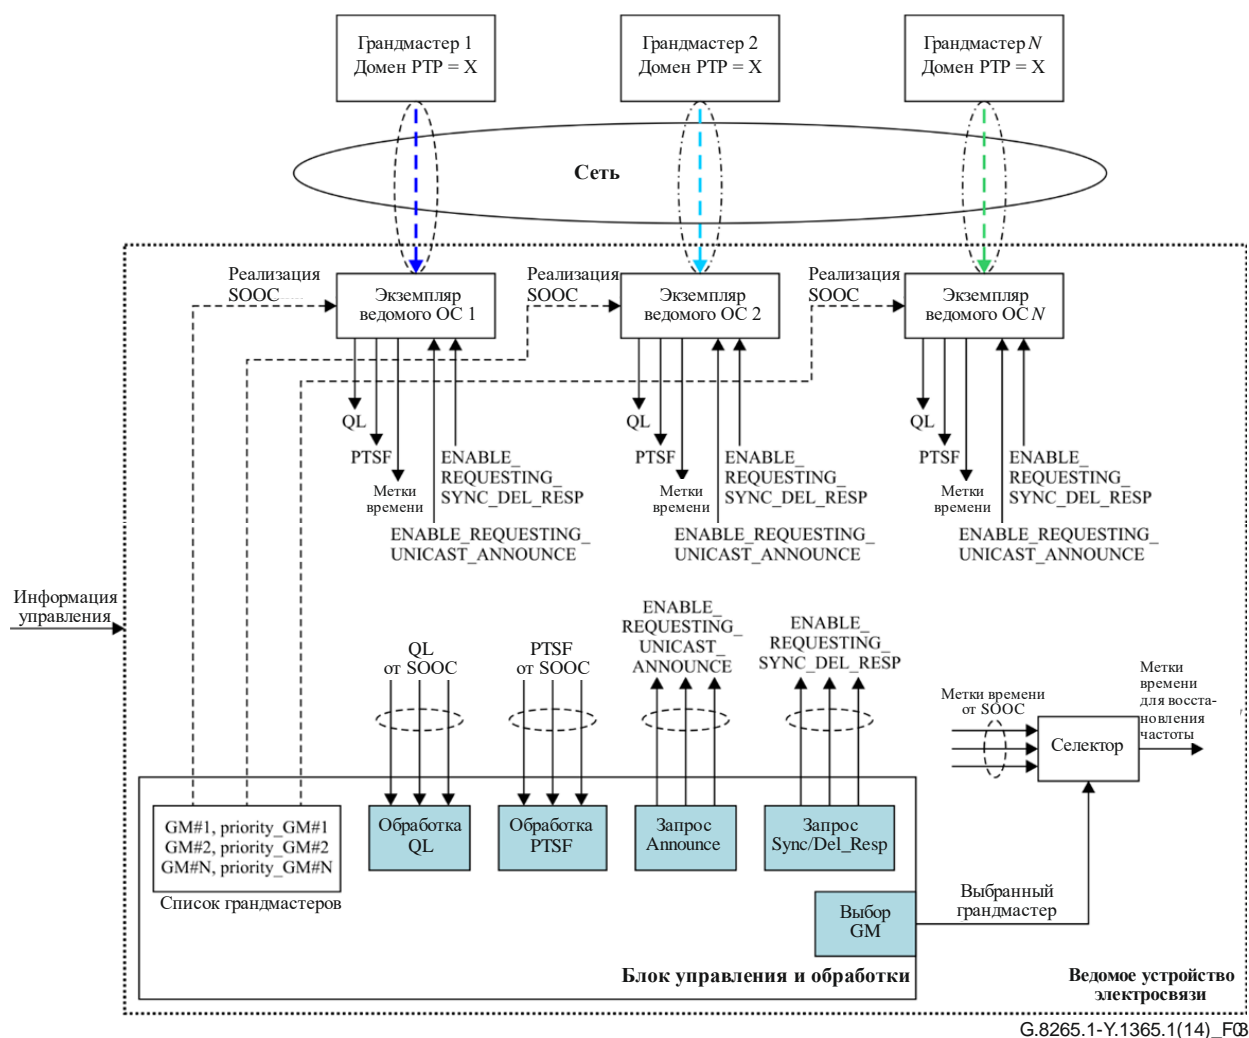 Грандмастер 1
Домен PTP = X
Грандмастер 2
Домен PTP = X
Грандмастер N
Домен PTP = X
Сеть
Реализация
SOOC
Реализация
SOOC
Реализация
SOOC
Экземпляр
ведомого ОС 1
Экземпляр
ведомого ОС 2
Экземпляр
ведомого ОС N
QL
PTSF
Метки
времени
ENABLE_
REQUESTING_
SYNC_DEL_RESP
ENABLE_REQUESTING_
UNICAST_ANNOUNCE
QL
PTSF
Метки
времени
ENABLE_
REQUESTING_
SYNC_DEL_RESP
ENABLE_REQUESTING_
UNICAST_ANNOUNCE
QL
PTSF
Метки
времени
ENABLE_
REQUESTING_
SYNC_DEL_RESP
ENABLE_REQUESTING_
UNICAST_ANNOUNCE
Информация
управления
QL
от SOOC
PTSF
от SOOC
ENABLE_
REQUESTING_
UNICAST_
ANNOUNCE
ENABLE_
REQUESTING_
SYNC_DEL_RESP
Метки времени
от SOOC
Селектор
Метки
времени
для восста-
новления
частоты
GM#1, priority_GM#1
GM#2, priority_GM#2
GM#N, priority_GM#N
Список грандмастеров
Обработка
QL
Обработка
PTSF
Запрос
Announce
Запрос
Sync/Del_Resp
Выбор
GM
Выбранный
грандмастер
Блок управления и обработки
Ведомое устройство
электросвязи
G.8265.1-Y.1365.1(14)_F03